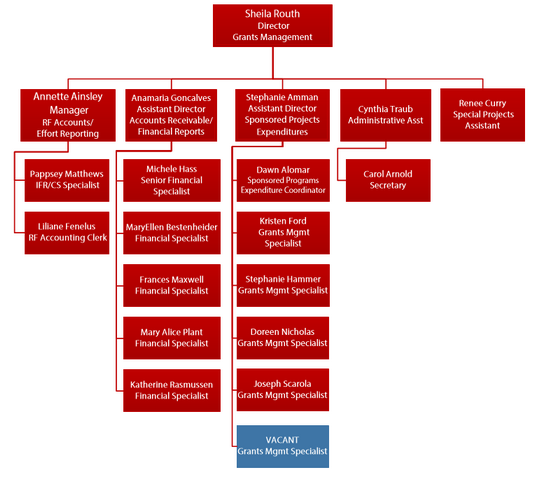 Sheila Routh
Director
Grants Management
Annette Ainsley
Manager
RF Accounts/
Effort Reporting
Anamaria Goncalves
Assistant Director
Accounts Receivable/
Financial Reports
Stephanie Amman
Assistant Director
Sponsored Projects
Expenditures
Cynthia Traub
Administrative Asst
Renee Curry
Special Projects
Assistant
Pappsey Matthews
IFR/CS Specialist
Michele Hass
Senior Financial
Specialist
Dawn Alomar
Sponsored Programs
Expenditure Coordinator
Carol Arnold
Secretary
Liliane Fenelus
RF Accounting Clerk
MaryEllen Bestenheider
Financial Specialist
Kristen Ford
Grants Mgmt
Specialist
Frances Maxwell
Financial Specialist
Stephanie Hammer
Grants Mgmt Specialist
Mary Alice Plant
Financial Specialist
Doreen Nicholas
Grants Mgmt Specialist
Katherine Rasmussen
Financial Specialist
Joseph Scarola
Grants Mgmt Specialist
VACANT
Grants Mgmt Specialist